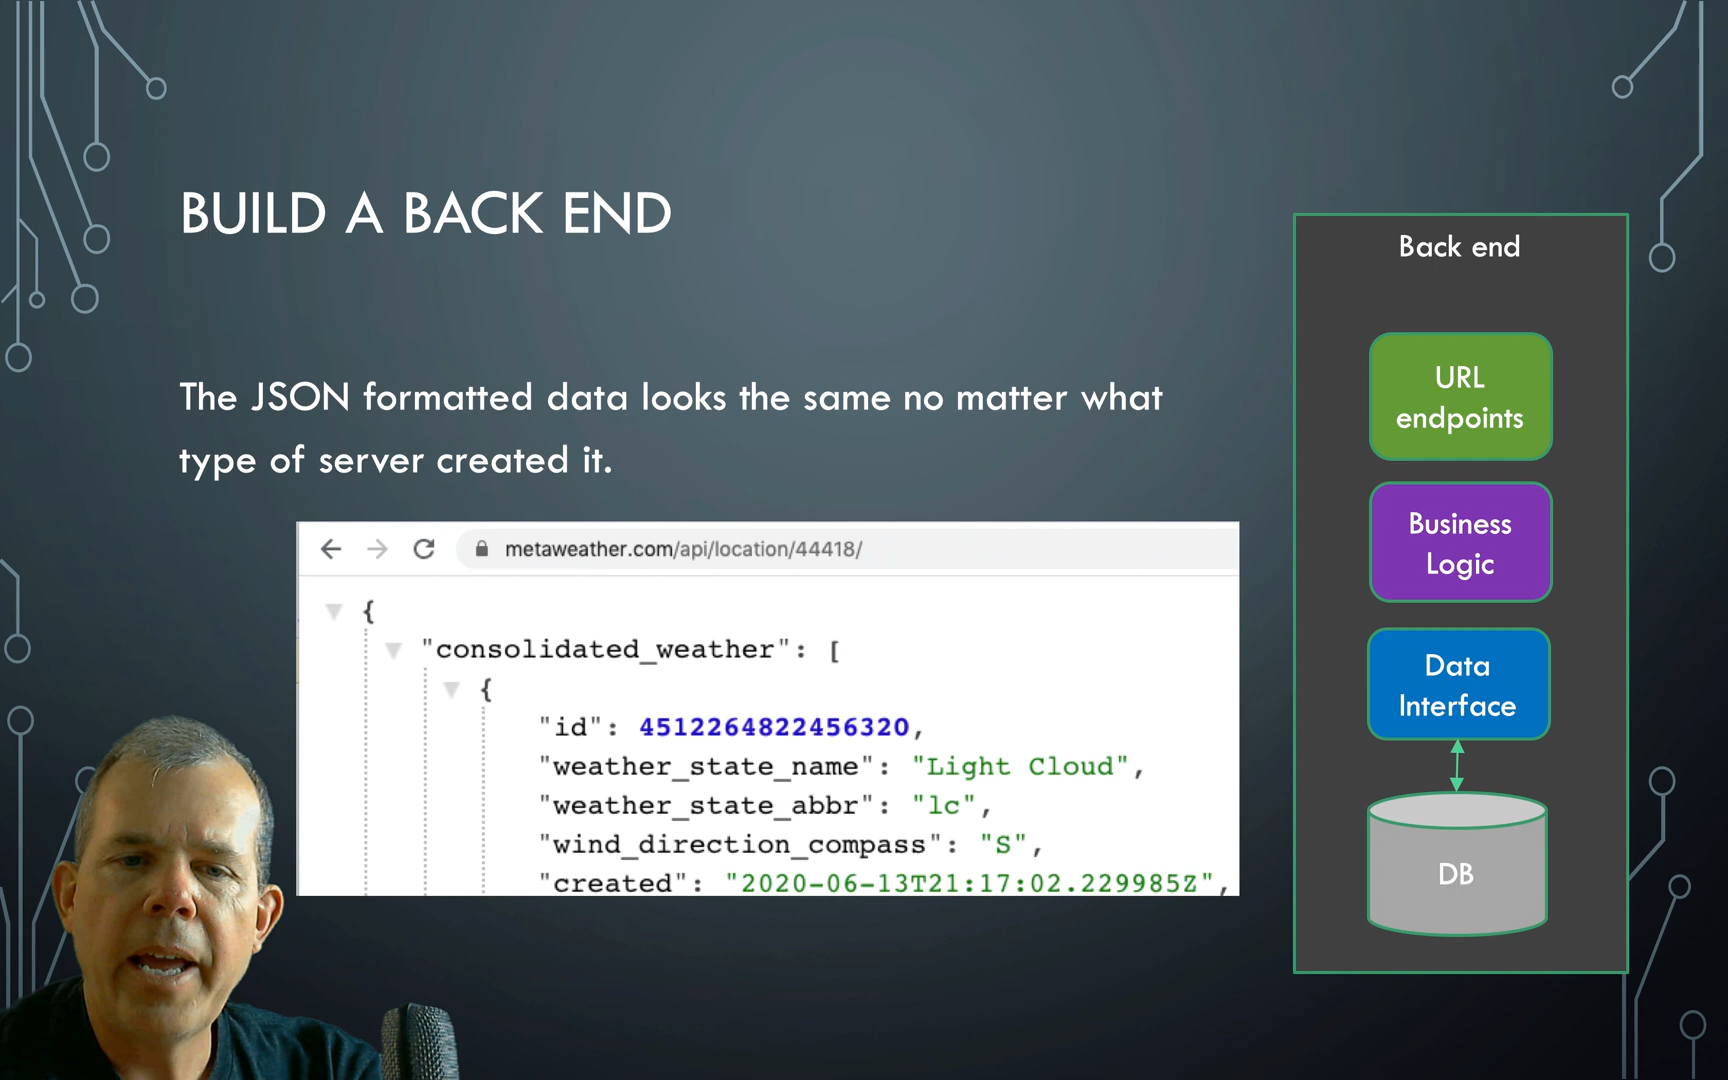 BUILD A BACK END
The JSON formatted data looks the same no matter what
type of server created it.
metaweather.com/api/location/44418/
{
"consolidated_weather": [
{
"id": 4512264822456320,
"weather_state_name": "Light Cloud",
"weather_state_abbr": "lc",
"wind_direction_compass": "S",
"created": "2020-06-13T21:17:02.229985Z",
Back end
URL
endpoints
Business
Logic
Data
Interface
DB